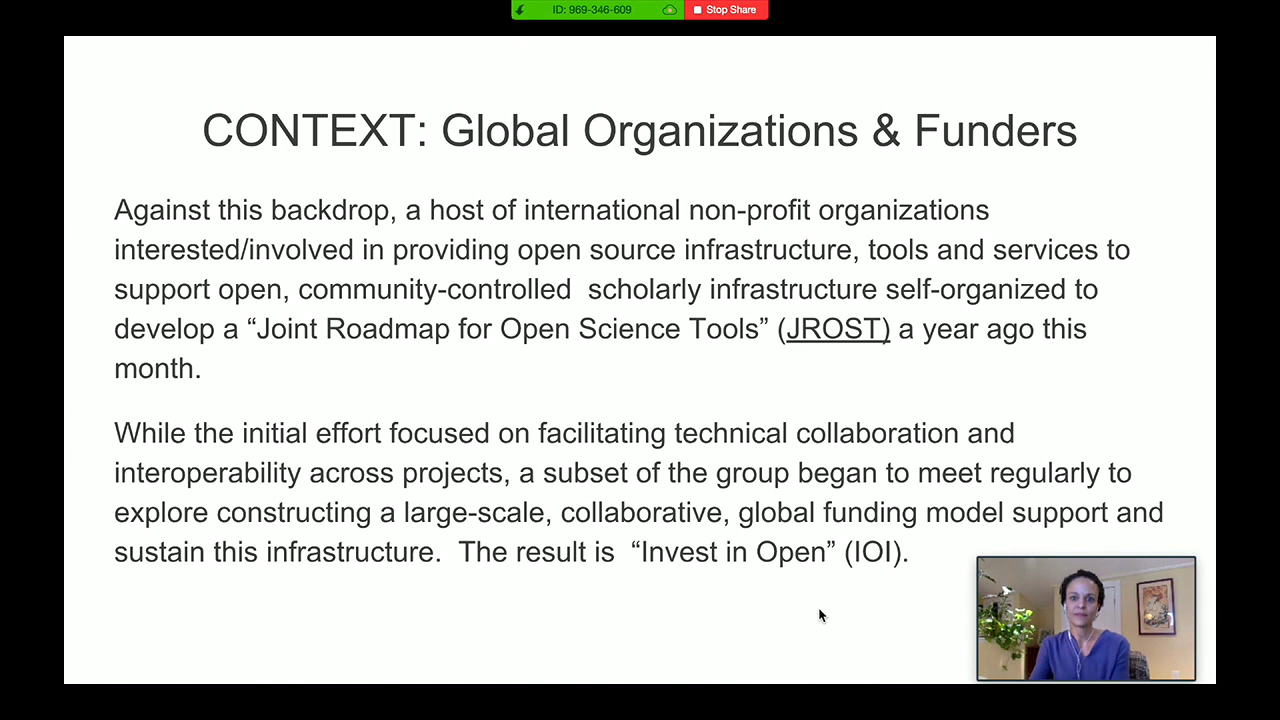 ID: 969-346-609
Stop Share
CONTEXT: Global Organizations & Funders
Against this backdrop, a host of international non-profit organizations
interested/involved in providing open source infrastructure, tools and services to
support open, community-controlled  scholarly infrastructure self-organized to
develop a “Joint Roadmap for Open Science Tools” (JROST) a year ago this
month.
While the initial effort focused on facilitating technical collaboration and
interoperability across projects, a subset of the group began to meet regularly to
explore constructing a large-scale, collaborative, global funding model support and
sustain this infrastructure.  The result is  “Invest in Open” (IOI).